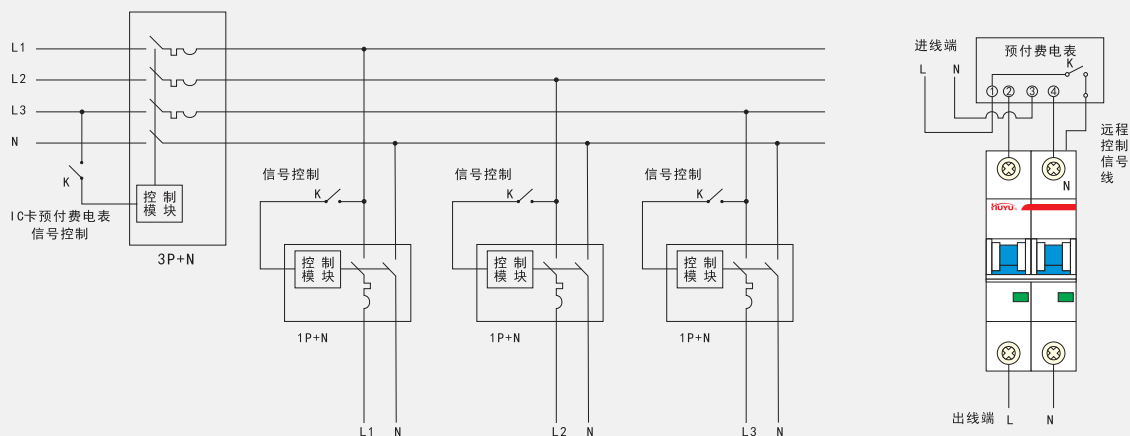 L1
L2
L3
N
K
IC卡预付费电表
信号控制
控 制
模 块
3P+N
信号控制
K
控 制
模 块
1P+N
L1
N
信号控制
K
控 制
模 块
1P+N
L2
N
信号控制
K
控 制
模 块
1P+N
L3
N
进线端
L
N
预付费电表
K
①
②
③
④
远程
控制
信号
线
N
HUYU®
出线端
L
N